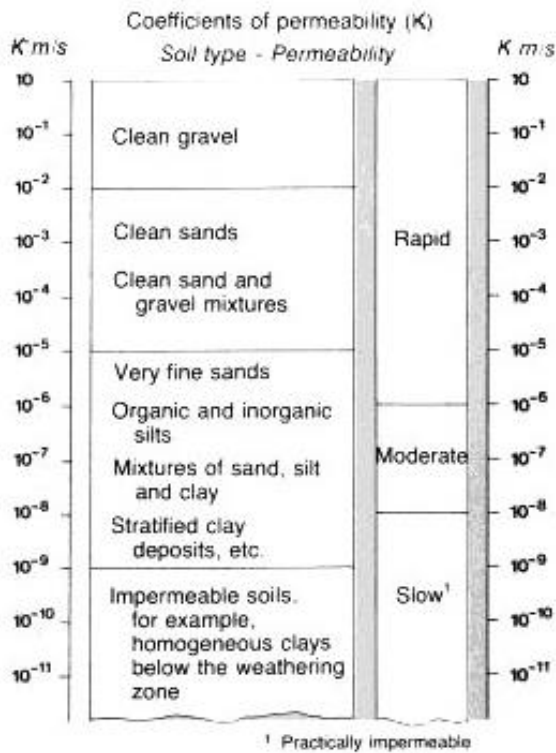 Coefficients of permeability (K)
K m/s
Soil type - Permeability
K m/s
10
10⁻¹
10⁻²
10⁻³
10⁻⁴
10⁻⁵
10⁻⁶
10⁻⁷
10⁻⁸
10⁻⁹
10⁻¹⁰
10⁻¹¹
Clean gravel
Clean sands
Clean sand and
gravel mixtures
Very fine sands
Organic and inorganic
silts
Mixtures of sand, silt
and clay
Stratified clay
deposits, etc.
Impermeable soils.
for example,
homogeneous clays
below the weathering
zone
Rapid
Moderate
Slow¹
10
10⁻¹
10⁻²
10⁻³
10⁻⁴
10⁻⁵
10⁻⁶
10⁻⁷
10⁻⁸
10⁻⁹
10⁻¹⁰
10⁻¹¹
¹ Practically impermeable